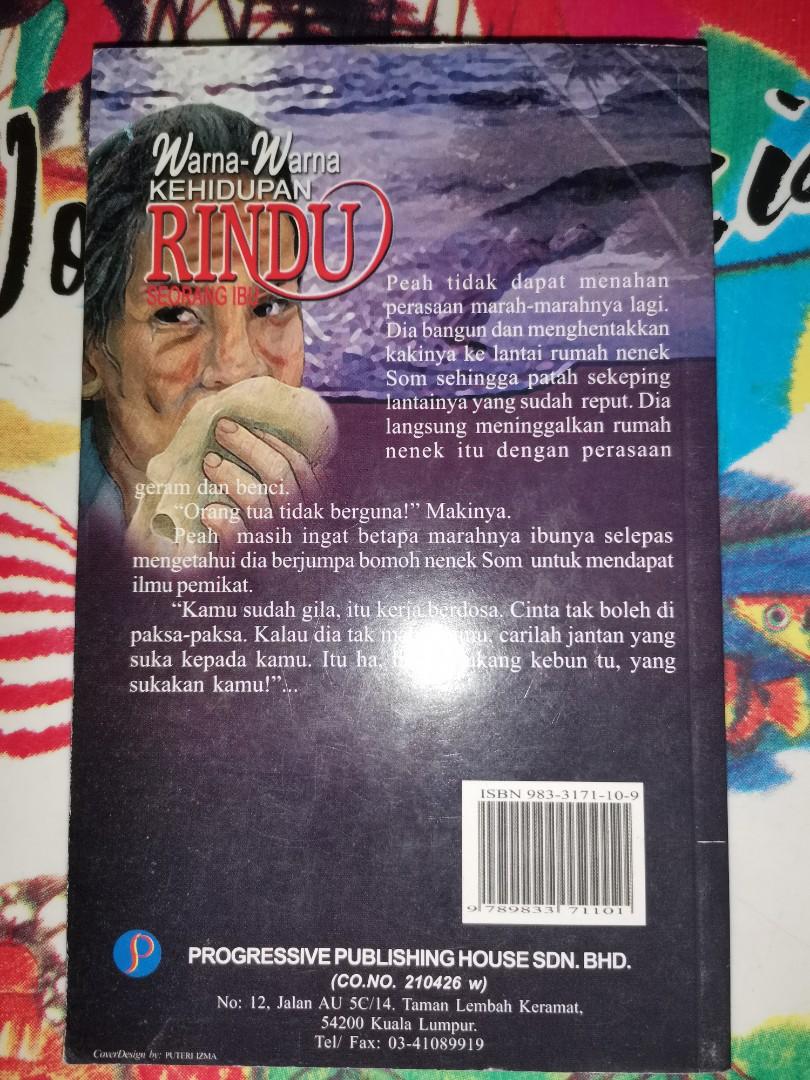 Warna-Warna
KEHIDUPAN
RINDU
SEORANG IBU
Peah tidak dapat menahan
perasaan marah-marahnya lagi.
Dia bangun dan menghentakkan
kakinya ke lantai rumah nenek
Som sehingga patah sekeping
lantainya yang sudah reput. Dia
langsung meninggalkan rumah
nenek itu dengan perasaan
geram dan benci.
“Orang tua tidak berguna!” Makinya.
Peah masih ingat betapa marahnya ibunya selepas
mengetahui dia berjumpa bomoh nenek Som untuk mendapat
ilmu pemikat.
“Kamu sudah gila, itu kerja berdosa. Cinta tak boleh di
paksa-paksa. Kalau dia tak carilah jantan yang
suka kepada kamu. Itu ha, kebun tu, yang
sukakan kamu!”...
ISBN 983-3171-10-9
9 789833 171101
P
PROGRESSIVE PUBLISHING HOUSE SDN. BHD.
(CO.NO. 210426 w)
No: 12, Jalan AU 5C/14. Taman Lembah Keramat,
54200 Kuala Lumpur.
Tel/ Fax: 03-41089919
CoverDesign by: PUTERI IZMA